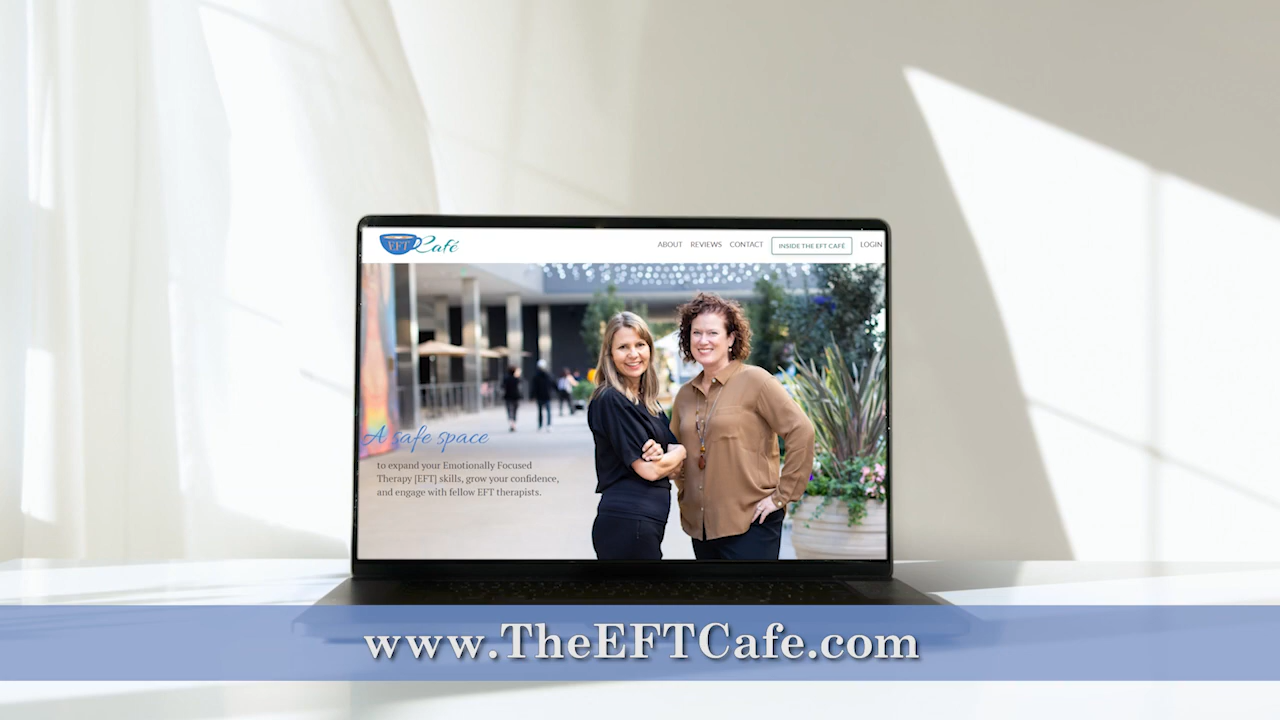 EFT Café
ABOUT REVIEWS CONTACT INSIDE THE EFT CAFÉ LOGIN
A safe space
to expand your Emotionally Focused
Therapy [EFT] skills, grow your confidence,
and engage with fellow EFT therapists.
www.TheEFTCafe.com